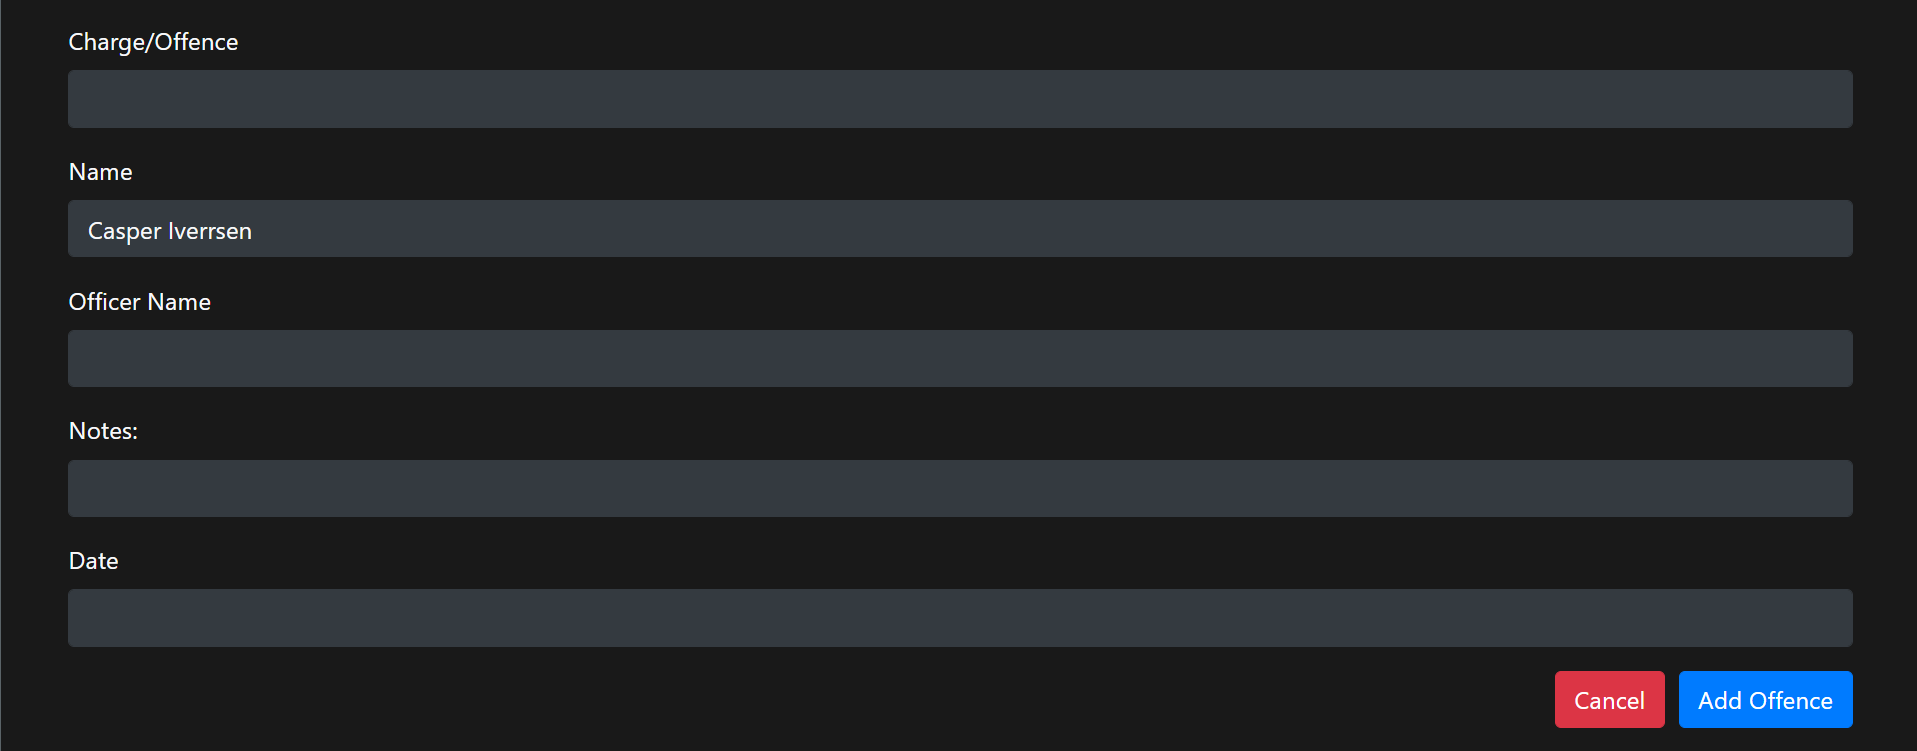 Charge/Offence
Name
Casper Iverrsen
Officer Name
Notes:
Date
Cancel Add Offence